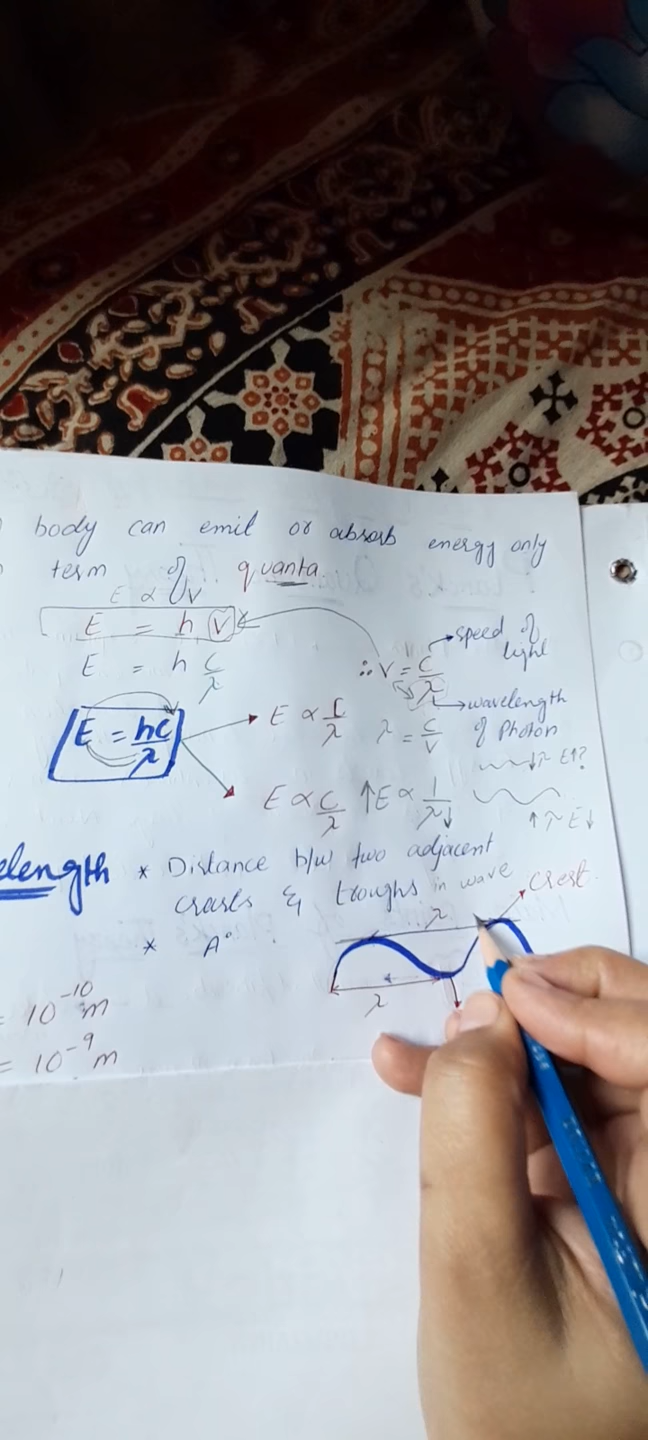 body can emit or absorb energy only
term of quanta
E ∝ v
E = h v
E = h c/λ
∴ v = c/λ
speed of light
wavelength of Photon
λ = c/v
E = hc/λ
E ∝ 1/λ
E ∝ c/λ
↑E ∝ 1/λ↓
↓λ E↑?
↑λ E↓
length * Distance b/w two adjacent
crests & troughs in wave
* A°
λ
crest
λ
= 10⁻¹⁰ m
= 10⁻⁹ m